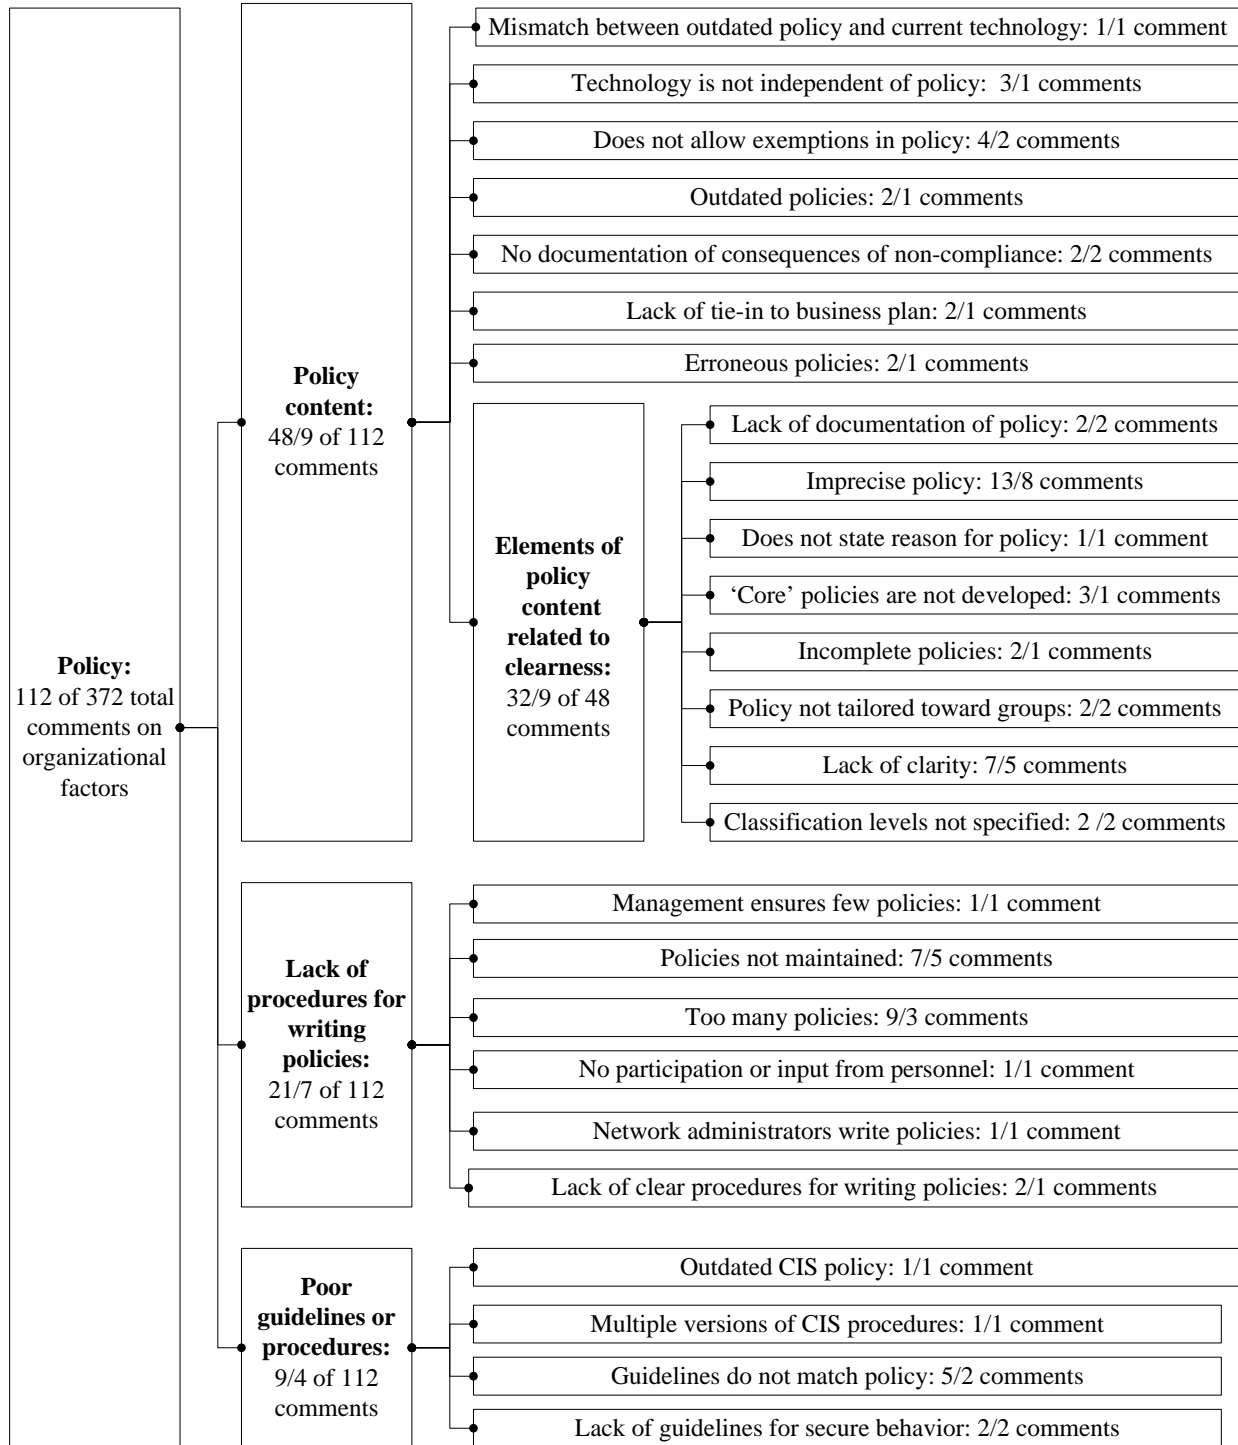 Policy:
112 of 372 total
comments on
organizational
factors
Policy
content:
48/9 of 112
comments
Mismatch between outdated policy and current technology: 1/1 comment
Technology is not independent of policy:  3/1 comments
Does not allow exemptions in policy: 4/2 comments
Outdated policies: 2/1 comments
No documentation of consequences of non-compliance: 2/2 comments
Lack of tie-in to business plan: 2/1 comments
Erroneous policies: 2/1 comments
Elements of
policy
content
related to
clearness:
32/9 of 48
comments
Lack of documentation of policy: 2/2 comments
Imprecise policy: 13/8 comments
Does not state reason for policy: 1/1 comment
‘Core’ policies are not developed: 3/1 comments
Incomplete policies: 2/1 comments
Policy not tailored toward groups: 2/2 comments
Lack of clarity: 7/5 comments
Classification levels not specified: 2 /2 comments
Lack of
procedures for
writing
policies:
21/7 of 112
comments
Management ensures few policies: 1/1 comment
Policies not maintained: 7/5 comments
Too many policies: 9/3 comments
No participation or input from personnel: 1/1 comment
Network administrators write policies: 1/1 comment
Lack of clear procedures for writing policies: 2/1 comments
Poor
guidelines or
procedures:
9/4 of 112
comments
Outdated CIS policy: 1/1 comment
Multiple versions of CIS procedures: 1/1 comment
Guidelines do not match policy: 5/2 comments
Lack of guidelines for secure behavior: 2/2 comments